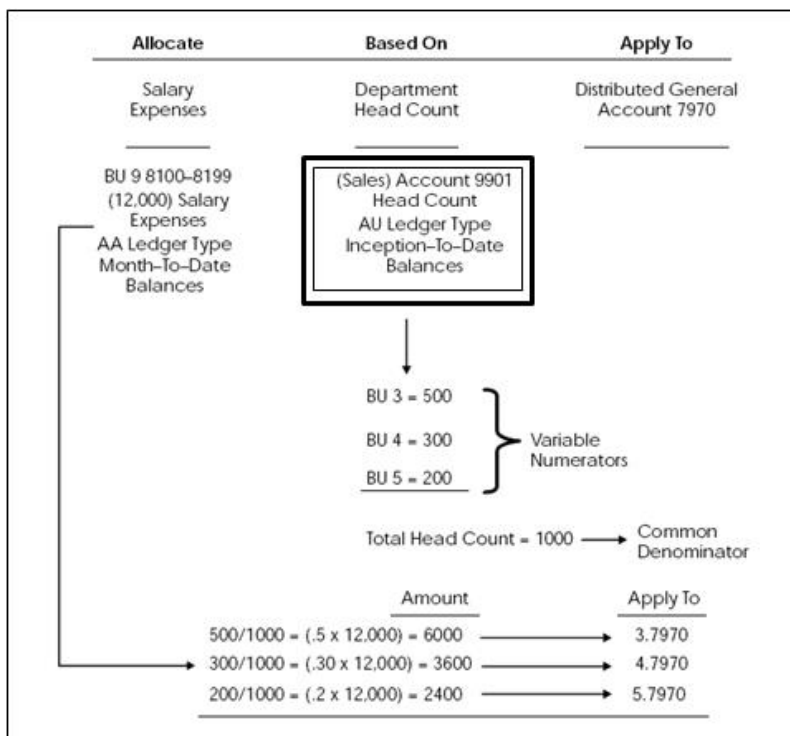 Allocate Based On Apply To
Salary Expenses
Department Head Count
Distributed General Account 7970
BU 9 8100–8199
(12,000) Salary
Expenses
AA Ledger Type
Month–To–Date
Balances
(Sales) Account 9901
Head Count
AU Ledger Type
Inception–To–Date
Balances
BU 3 = 500
BU 4 = 300
BU 5 = 200
Variable
Numerators
Total Head Count = 1000
Common
Denominator
Amount Apply To
500/1000 = (.5 x 12,000) = 6000 3.7970
300/1000 = (.30 x 12,000) = 3600 4.7970
200/1000 = (.2 x 12,000) = 2400 5.7970